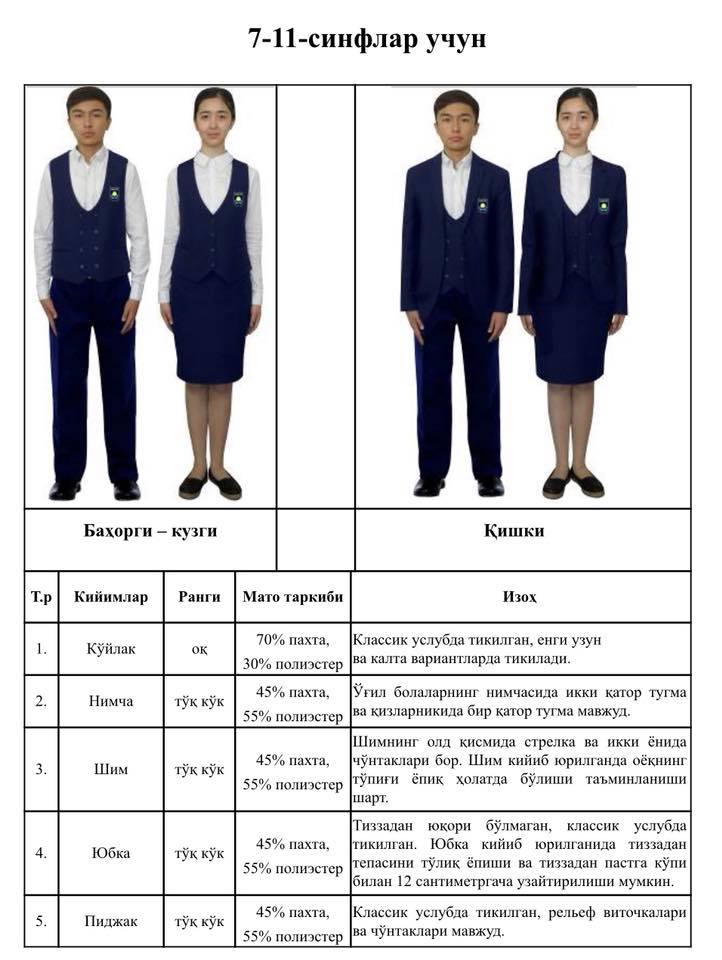 7-11-синфлар учун
Баҳорги – кузги
Қишки
Т.р Кийимлар Ранги Мато таркиби Изоҳ
1. Кўйлак оқ 70% пахта, 30% полиэстер Классик услубда тикилган, енги узун
ва калта вариантларда тикилади.
2. Нимча тўқ кўк 45% пахта, 55% полиэстер Ўғил болаларнинг нимчасида икки қатор тугма
ва қизларникида бир қатор тугма мавжуд.
3. Шим тўқ кўк 45% пахта, 55% полиэстер Шимнинг олд қисмида стрелка ва икки ёнида
чўнтаклари бор. Шим кийиб юрилганда оёқнинг
тўпиғи ёпиқ ҳолатда бўлиши таъминланиши
шарт.
4. Юбка тўқ кўк 45% пахта, 55% полиэстер Тиззадан юқори бўлмаган, классик услубда
тикилган. Юбка кийиб юрилганида тиззадан
тепасини тўлиқ ёпиши ва тиззадан пастга кўпи
билан 12 сантиметргача узайтирилиши мумкин.
5. Пиджак тўқ кўк 45% пахта, 55% полиэстер Классик услубда тикилган, рельеф виточкалари
ва чўнтаклари мавжуд.